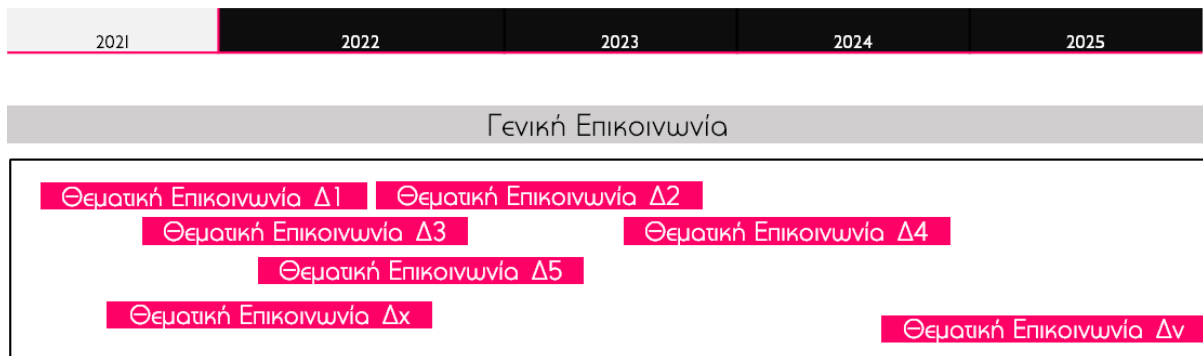 2021 2022 2023 2024 2025
Γενική Επικοινωνία
Θεματική Επικοινωνία Δ1 Θεματική Επικοινωνία Δ2
Θεματική Επικοινωνία Δ3 Θεματική Επικοινωνία Δ4
Θεματική Επικοινωνία Δ5
Θεματική Επικοινωνία Δx
Θεματική Επικοινωνία Δν